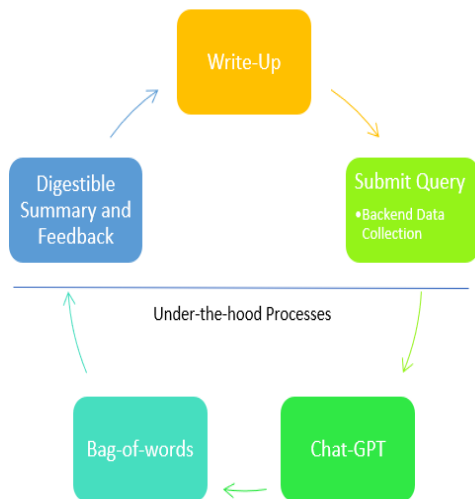 Write-Up
Digestible
Summary and
Feedback
Submit Query
•Backend Data
Collection
Under-the-hood Processes
Bag-of-words
Chat-GPT